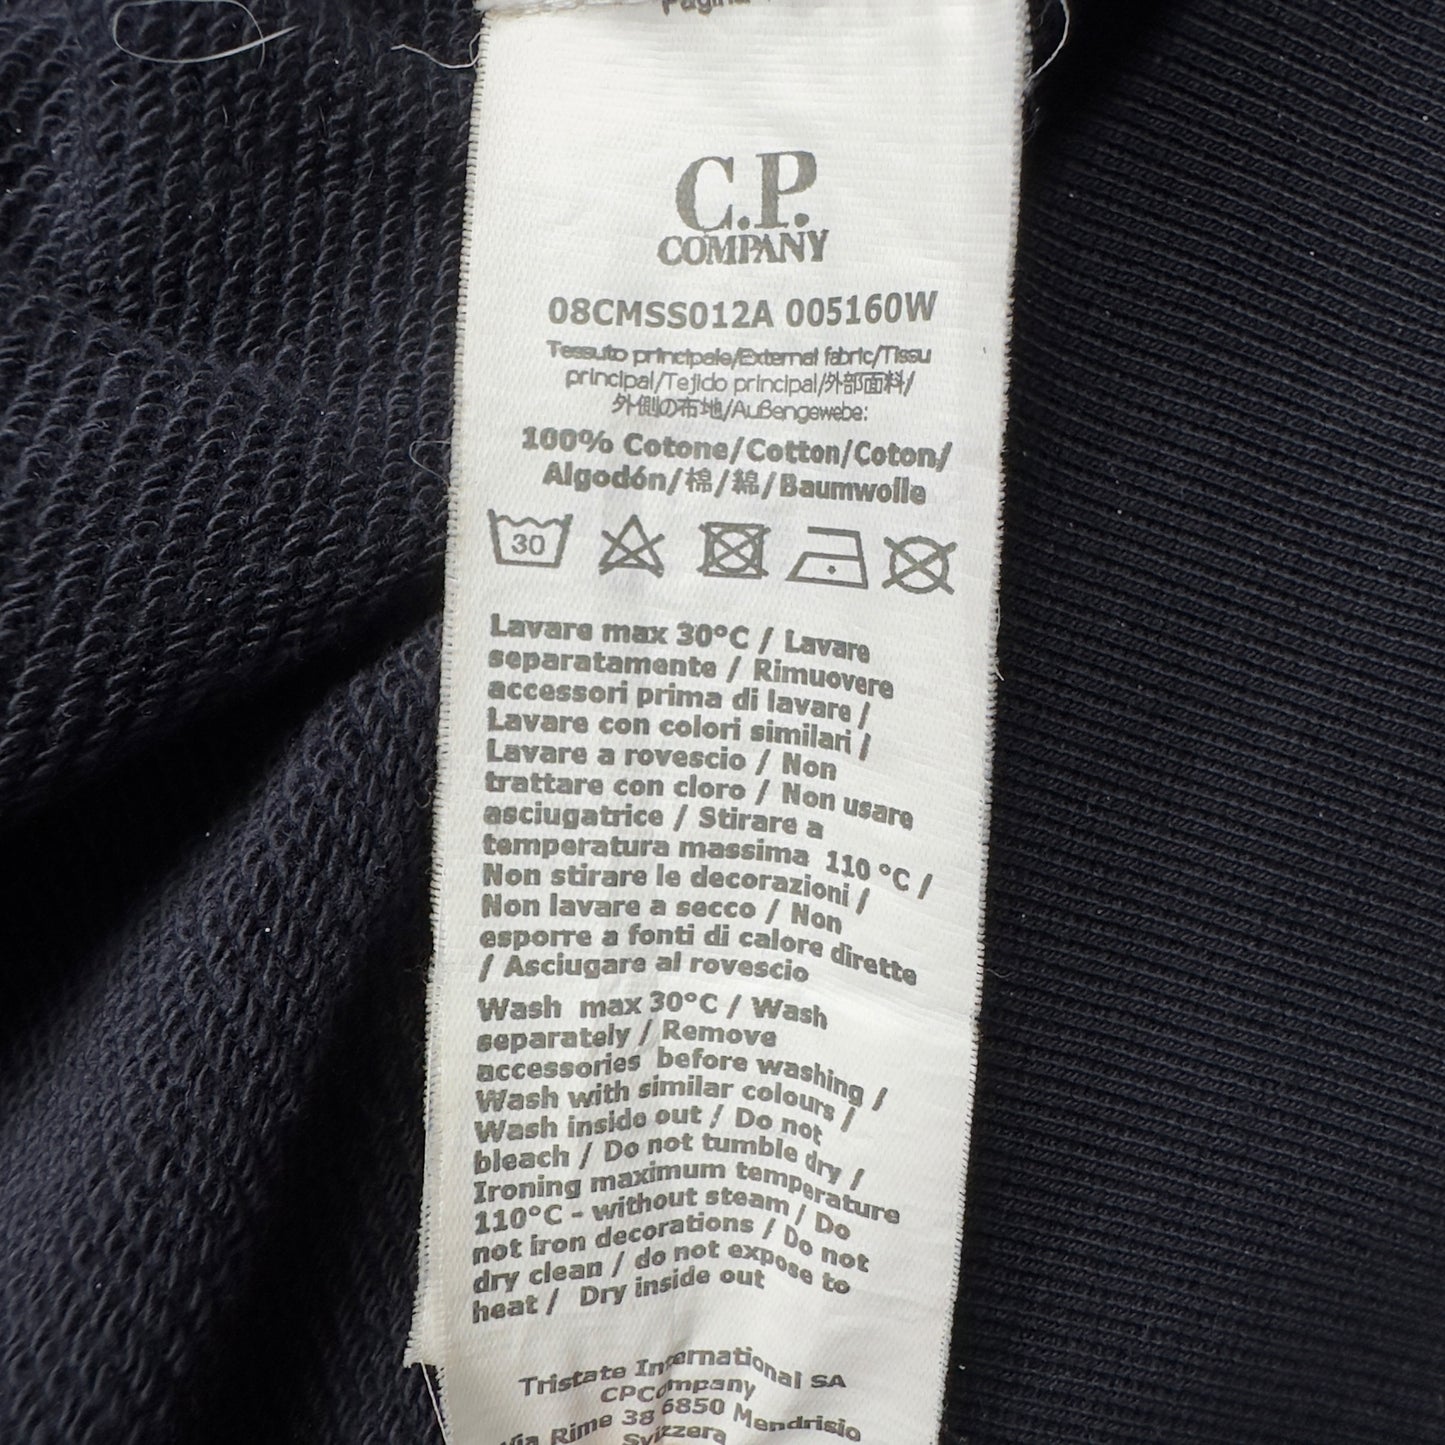 Pagina
C.P.
COMPANY
08CMSS012A 005160W
Tessuto principale/External fabric/Tissu
principal/Tejido principal/外部面料/
外側の布地/Außengewebe:
100% Cotone/Cotton/Coton/
Algodón/棉/綿/Baumwolle
30
Lavare max 30°C / Lavare
separatamente / Rimuovere
accessori prima di lavare /
Lavare con colori similari /
Lavare a rovescio / Non
trattare con cloro / Non usare
asciugatrice / Stirare a
temperatura massima 110 °C /
Non stirare le decorazioni /
Non lavare a secco / Non
esporre a fonti di calore dirette
/ Asciugare al rovescio
Wash max 30°C / Wash
separately / Remove
accessories before washing /
Wash with similar colours /
Wash inside out / Do not
bleach / Do not tumble dry /
Ironing maximum temperature
110°C - without steam / Do
not iron decorations / Do not
dry clean / do not expose to
heat / Dry inside out
Tristate International SA
CPCompany
Via Rime 38 6850 Mendrisio
Svizzera